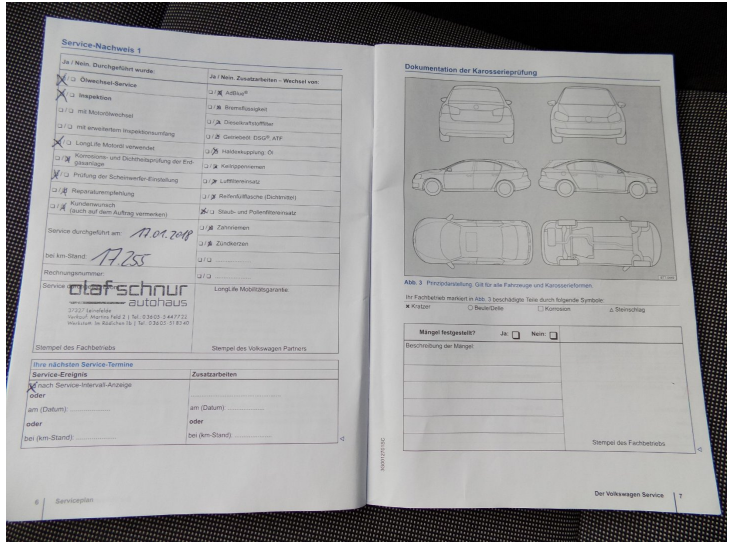 Service-Nachweis 1
Ja / Nein. Durchgeführt wurde:
Ölwechsel-Service
Inspektion
mit Motorölwechsel
mit erweitertem Inspektionsumfang
LongLife Motoröl verwendet
Korrosions- und Dichtheitsprüfung der Erd-
gasanlage
Prüfung der Scheinwerfer-Einstellung
Reparaturempfehlung
Kundenwunsch
(auch auf dem Auftrag vermerken)
Service durchgeführt am: 17.01.2018
bei km-Stand: 17.255
Rechnungsnummer:
olaf schnur
autohaus
37327 Leinefelde
Stempel des Fachbetriebs
Ja / Nein. Zusatzarbeiten – Wechsel von:
AdBlue®
Bremsflüssigkeit
Dieselkraftstofffilter
Getriebeöl: DSG® ATF
Haldexkupplung: Öl
Keilrippenriemen
Luftfiltereinsatz
Reifenfüllflasche (Dichtmittel)
Staub- und Pollenfiltereinsatz
Zahnriemen
Zündkerzen
LongLife Mobilitätsgarantie:
Stempel des Volkswagen Partners
Ihre nächsten Service-Termine
Service-Ereignis Zusatzarbeiten
nach Service-Intervall-Anzeige
oder
am (Datum): am (Datum):
oder oder
bei (km-Stand): bei (km-Stand):
6 Serviceplan
Dokumentation der Karosserieprüfung
Abb. 3 Prinzipdarstellung: Gilt für alle Fahrzeuge und Karosserieformen.
Ihr Fachbetrieb markiert in Abb. 3 beschädigte Teile durch folgende Symbole:
× Kratzer ○ Beule/Delle □ Korrosion △ Steinschlag
Mängel festgestellt? Ja: Nein:
Beschreibung der Mängel:
Stempel des Fachbetriebs
Der Volkswagen Service 7